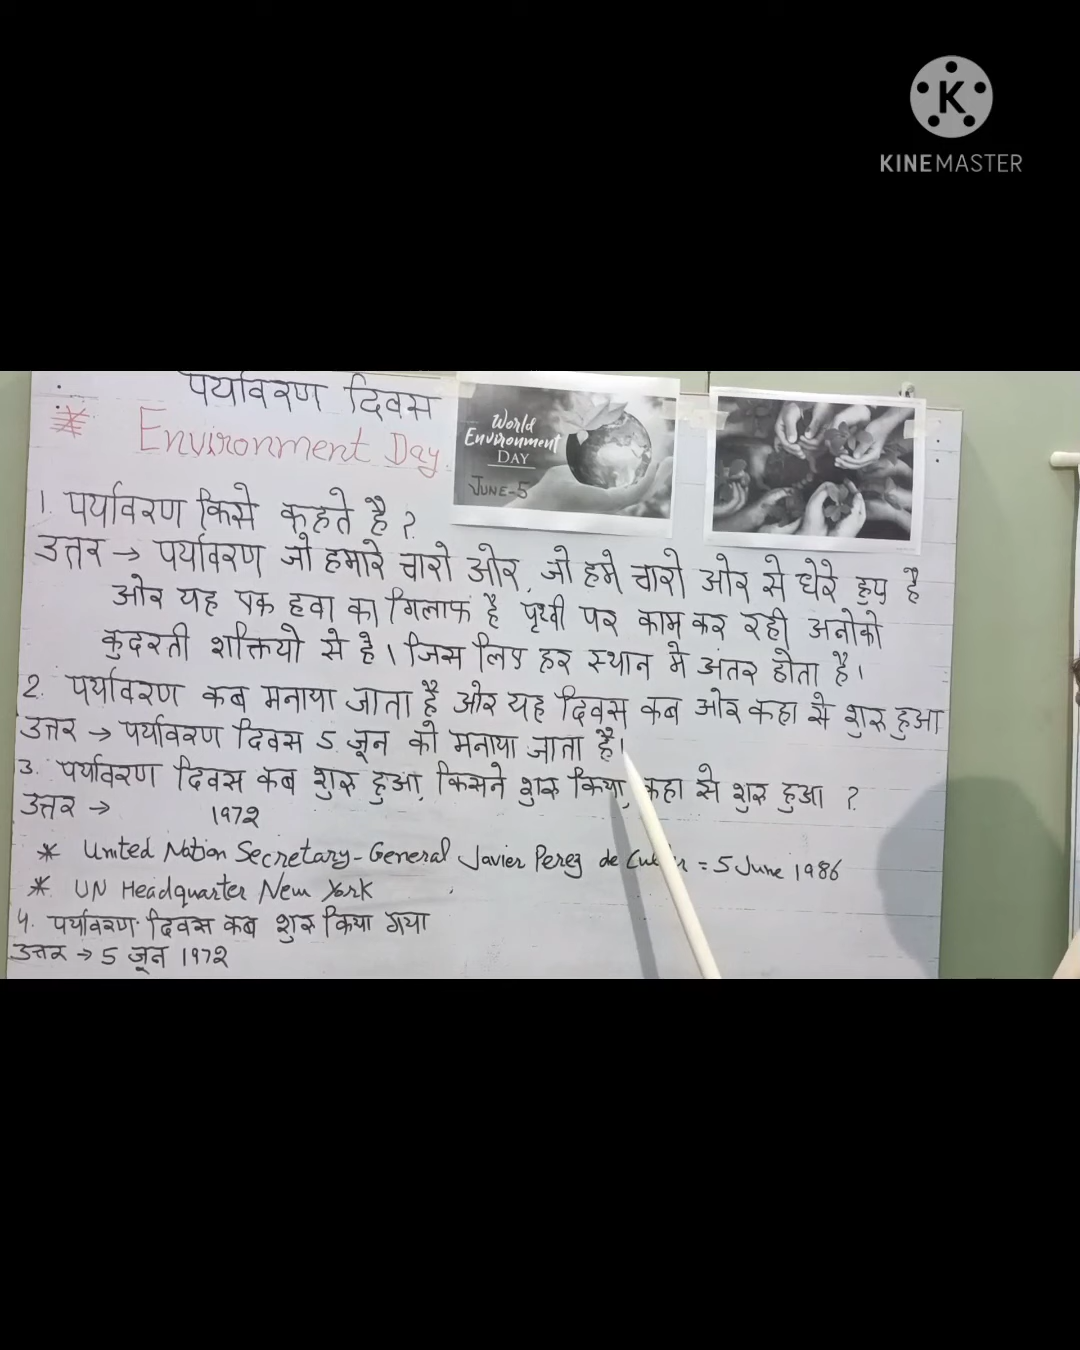 K
KINEMASTER
पर्यावरण दिवस
Environment Day.
World
Environment
DAY
JUNE-5
1. पर्यावरण किसे कहते है ?
उत्तर → पर्यावरण जो हमारे चारो ओर, जो हमे चारो ओर से घेरे हुए है
ओर यह एक हवा का गिलाफ है पृथ्वी पर काम कर रही अनोको
कुदरती शक्तियो से है। जिस लिए हर स्थान मे अंतर होता है।
2. पर्यावरण कब मनाया जाता है ओर यह दिवस कब ओर कहा से शुरु हुआ
उत्तर → पर्यावरण दिवस 5 जून को मनाया जाता है।
3. पर्यावरण दिवस कब शुरु हुआ, किसने शुरु किया, कहा से शुरु हुआ ?
उत्तर → 1972
* United Nation Secretary-General Javier Perez de = 5 June 1986
* UN Headquarter New York
4. पर्यावरण दिवस कब शुरु किया गया
उत्तर → 5 जून 1972